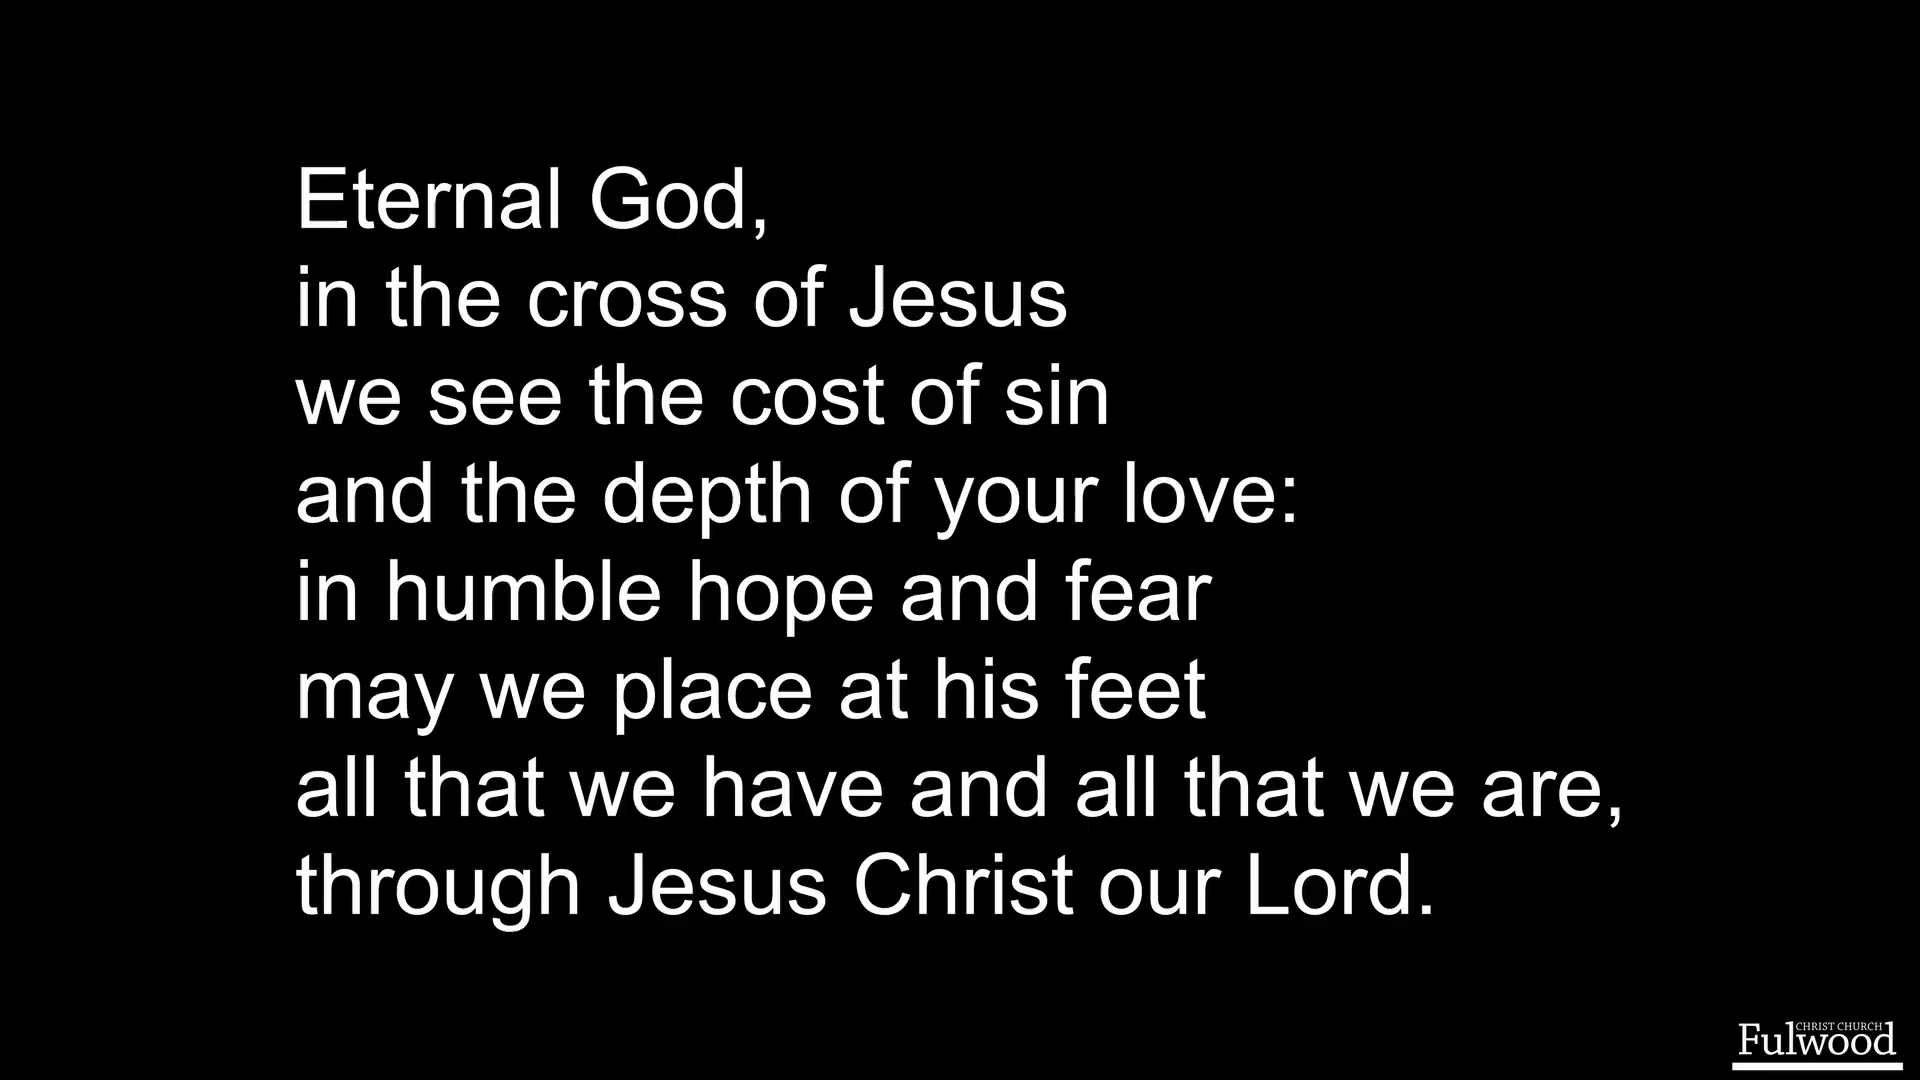 Eternal God,
in the cross of Jesus
we see the cost of sin
and the depth of your love:
in humble hope and fear
may we place at his feet
all that we have and all that we are,
through Jesus Christ our Lord.
CHRIST CHURCH
Fulwood